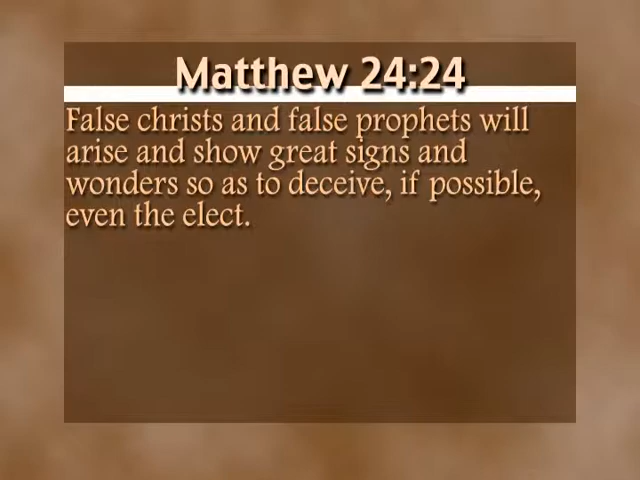 Matthew 24:24
False christs and false prophets will
arise and show great signs and
wonders so as to deceive, if possible,
even the elect.